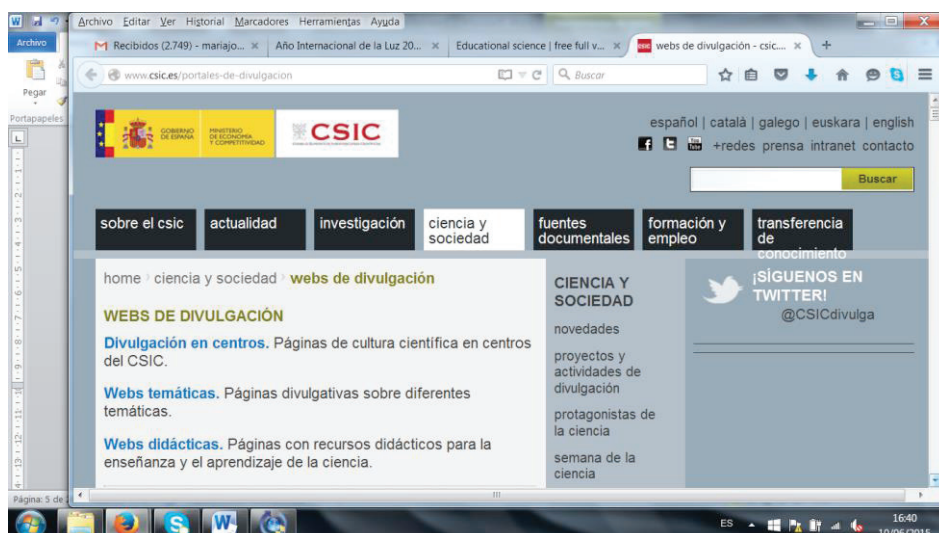 Archivo Editar Ver Historial Marcadores Herramientas Ayuda
Archivo
Recibidos (2.749) - mariajo...
Año Internacional de la Luz 20...
Educational science | free full v...
webs de divulgación - csic....
Pegar
www.csic.es/portales-de-divulgacion
Buscar
Portapapeles
GOBIERNO DE ESPAÑA
MINISTERIO DE ECONOMÍA Y COMPETITIVIDAD
CSIC
español | català | galego | euskara | english
+redes prensa intranet contacto
Buscar
sobre el csic
actualidad
investigación
ciencia y sociedad
fuentes documentales
formación y empleo
transferencia de conocimiento
home › ciencia y sociedad › webs de divulgación
WEBS DE DIVULGACIÓN
Divulgación en centros. Páginas de cultura científica en centros
del CSIC.
Webs temáticas. Páginas divulgativas sobre diferentes
temáticas.
Webs didácticas. Páginas con recursos didácticos para la
enseñanza y el aprendizaje de la ciencia.
CIENCIA Y
SOCIEDAD
novedades
proyectos y
actividades de
divulgación
protagonistas de
la ciencia
semana de la
ciencia
¡SÍGUENOS EN
TWITTER!
@CSICdivulga
Página: 5 de
ES
16:40
10/06/2015